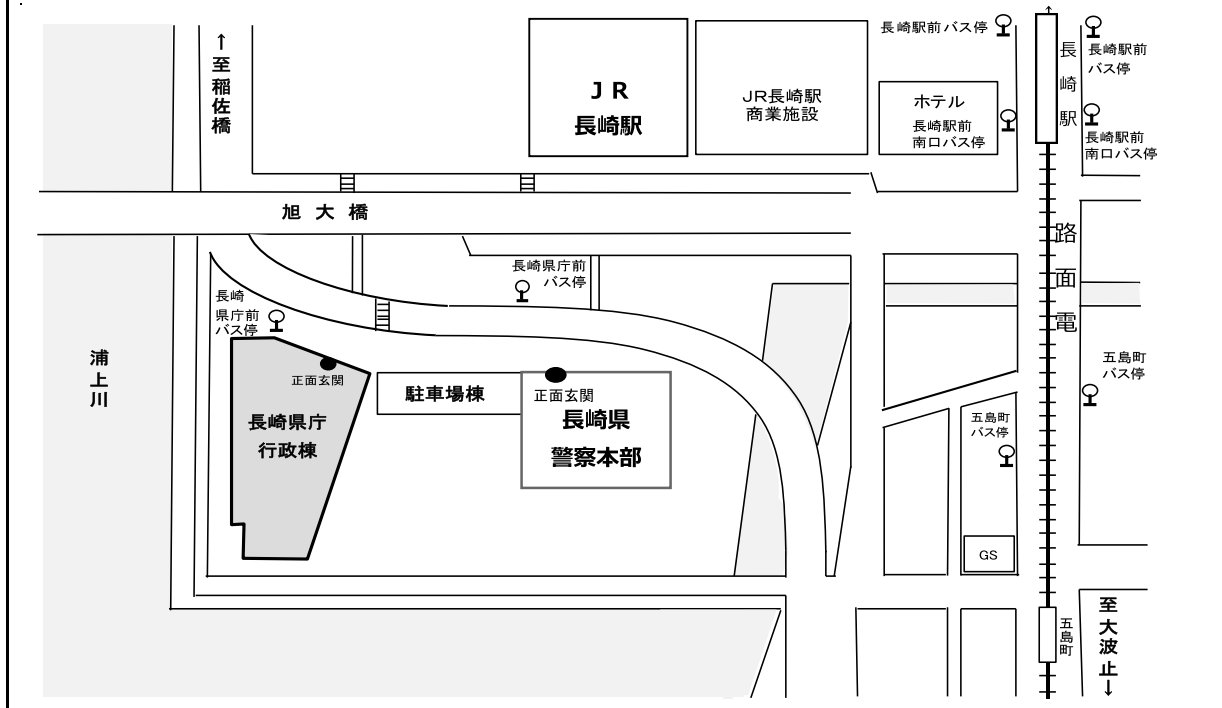 ↑至稲佐橋
JR
長崎駅
JR長崎駅
商業施設
長崎駅前バス停
ホテル
長崎駅前
南口バス停
長崎駅
長崎駅前
バス停
長崎駅前
南口バス停
旭大橋
路面電
長崎県庁前
バス停
長崎
県庁前
バス停
浦上川
正面玄関
長崎県庁
行政棟
駐車場棟
正面玄関
長崎県
警察本部
五島町
バス停
五島町
バス停
GS
五島町
至大波止↓